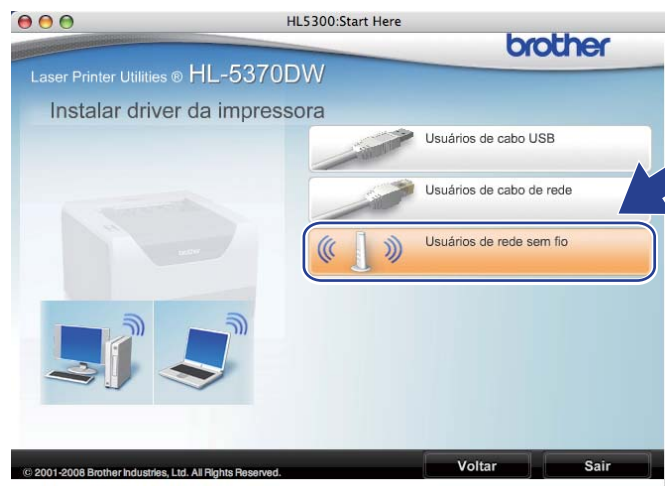 HL5300:Start Here
brother
Laser Printer Utilities ® HL-5370DW
Instalar driver da impressora
Usuários de cabo USB
Usuários de cabo de rede
Usuários de rede sem fio
© 2001-2008 Brother Industries, Ltd. All Rights Reserved.
Voltar
Sair